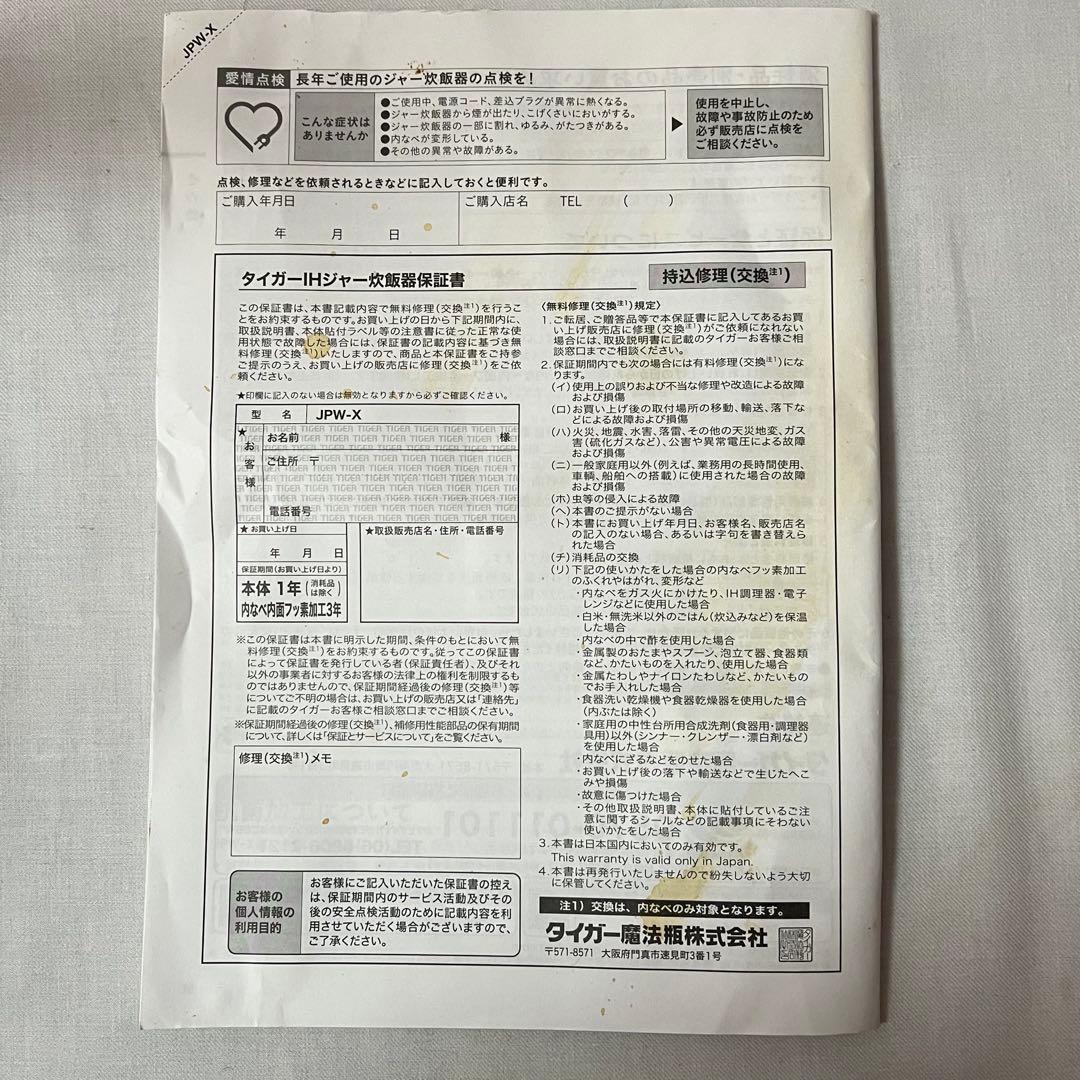 JPW-X
愛情点検 長年ご使用のジャー炊飯器の点検を!
こんな症状は
ありませんか
●ご使用中、電源コード、差込プラグが異常に熱くなる。
●ジャー炊飯器から煙が出たり、こげくさいにおいがする。
●ジャー炊飯器の一部に割れ、ゆるみ、がたつきがある。
●内なべが変形している。
●その他の異常や故障がある。
▶
使用を中止し、
故障や事故防止のため
必ず販売店に点検を
ご相談ください。
点検、修理などを依頼されるときなどに記入しておくと便利です。
ご購入年月日
年 月 日
ご購入店名 TEL ( )
タイガーIHジャー炊飯器保証書
持込修理(交換注1)
この保証書は、本書記載内容で無料修理(交換注1)を行うこ
とをお約束するものです。お買い上げの日から下記期間内に、
取扱説明書、本体貼付ラベル等の注意書に従った正常な使
用状態で故障した場合には、保証書の記載内容に基づき無
料修理(交換注1)いたしますので、商品と本保証書をご持参
ご提示のうえ、お買い上げの販売店に修理(交換注1)をご依
頼ください。
★印欄に記入のない場合は無効となりますから必ずご確認ください。
型 名 JPW-X
★お客様
お名前 様
ご住所 〒
電話番号
TIGER TIGER TIGER TIGER TIGER TIGER TIGER
★お買い上げ日
年 月 日
保証期間(お買い上げ日より)
本体 1年(消耗品は除く)
内なべ内面フッ素加工3年
★取扱販売店名・住所・電話番号
※この保証書は本書に明示した期間、条件のもとにおいて無
料修理(交換注1)をお約束するものです。従ってこの保証書
によって保証書を発行している者(保証責任者)、及びそれ
以外の事業者に対するお客様の法律上の権利を制限するも
のではありませんので、保証期間経過後の修理(交換注1)等
についてご不明の場合は、お買い上げの販売店又は「連絡先」
に記載のタイガーお客様ご相談窓口までご相談ください。
※保証期間経過後の修理(交換注1)、補修用性能部品の保有期間
について、詳しくは「保証とサービスについて」をご覧ください。
修理(交換注1)メモ
お客様の
個人情報の
利用目的
お客様にご記入いただいた保証書の控え
は、保証期間内のサービス活動及びその
後の安全点検活動のために記載内容を利
用させていただく場合がございますので、
ご了承ください。
〈無料修理(交換注1)規定〉
1.ご転居、ご贈答品等で本保証書に記入してあるお買
い上げ販売店に修理(交換注1)がご依頼になれない
場合には、取扱説明書に記載のタイガーお客様ご相
談窓口までご相談ください。
2.保証期間内でも次の場合には有料修理(交換注1)にな
ります。
(イ)使用上の誤りおよび不当な修理や改造による故障
および損傷
(ロ)お買い上げ後の取付場所の移動、輸送、落下な
どによる故障および損傷
(ハ)火災、地震、水害、落雷、その他の天災地変、ガス
害(硫化ガスなど)、公害や異常電圧による故障
および損傷
(ニ)一般家庭用以外(例えば、業務用の長時間使用、
車輌、船舶への搭載)に使用された場合の故障
および損傷
(ホ)虫等の侵入による故障
(ヘ)本書のご提示がない場合
(ト)本書にお買い上げ年月日、お客様名、販売店名
の記入のない場合、あるいは字句を書き替えら
れた場合
(チ)消耗品の交換
(リ)下記の使いかたをした場合の内なべフッ素加工
のふくれやはがれ、変形など
・内なべをガス火にかけたり、IH調理器・電子
レンジなどに使用した場合
・白米・無洗米以外のごはん(炊込みなど)を保温
した場合
・内なべの中で酢を使用した場合
・金属製のおたまやスプーン、泡立て器、食器類
など、かたいものを入れたり、使用した場合
・金属たわしやナイロンたわしなど、かたいもの
でお手入れした場合
・食器洗い乾燥機や食器乾燥器を使用した場合
(内ぶたは除く)
・家庭用の中性台所用合成洗剤(食器用・調理器
具用)以外(シンナー・クレンザー・漂白剤など)
を使用した場合
・内なべにざるなどをのせた場合
・お買い上げ後の落下や輸送などで生じたへこ
みや損傷
・故意に傷つけた場合
・その他取扱説明書、本体に貼付しているご注
意に関するシールなどの記載事項にそわない
使いかたをした場合
3.本書は日本国内においてのみ有効です。
This warranty is valid only in Japan.
4.本書は再発行いたしませんので紛失しないよう大切
に保管してください。
注1) 交換は、内なべのみ対象となります。
タイガー魔法瓶株式会社
〒571-8571 大阪府門真市速見町3番1号